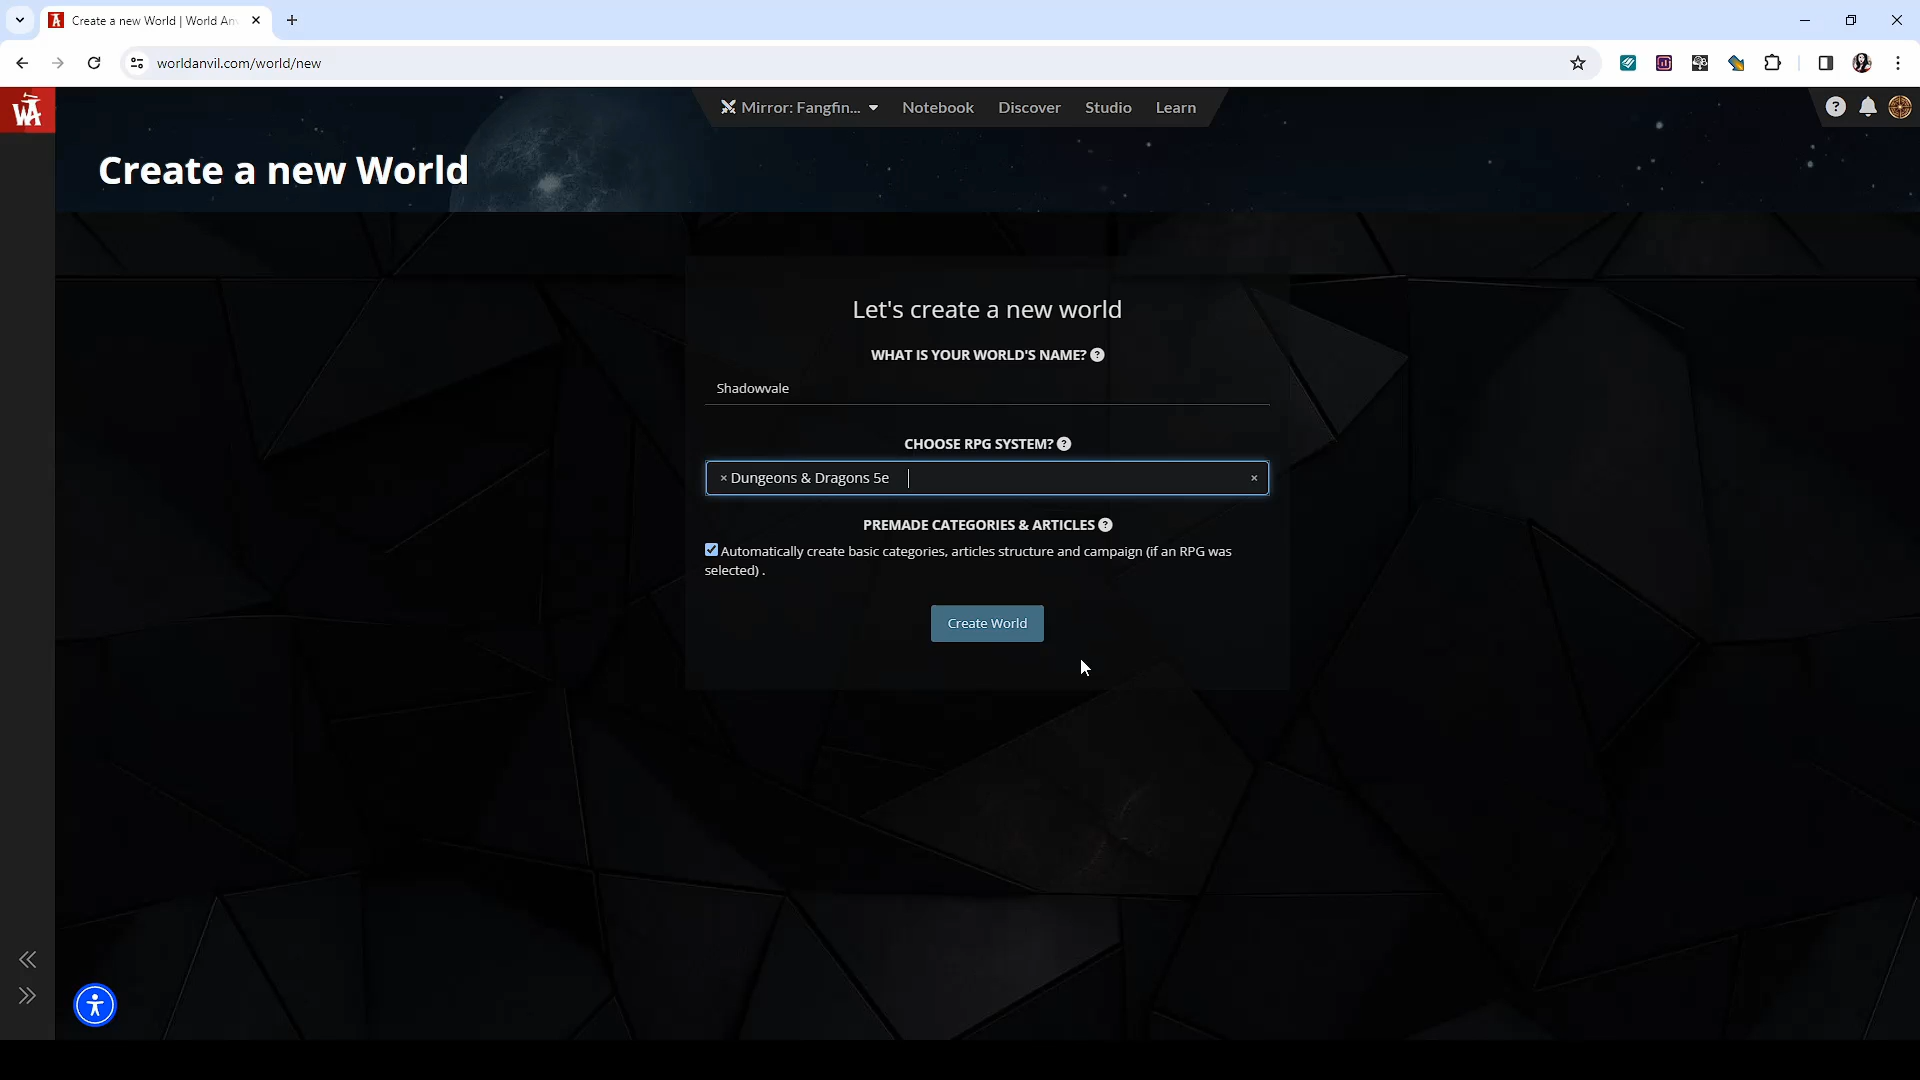 Create a new World | World An
worldanvil.com/world/new
Mirror: Fangfin... Notebook Discover Studio Learn
Create a new World
Let's create a new world
WHAT IS YOUR WORLD'S NAME?
Shadowvale
CHOOSE RPG SYSTEM?
× Dungeons & Dragons 5e ×
PREMADE CATEGORIES & ARTICLES
Automatically create basic categories, articles structure and campaign (if an RPG was
selected) .
Create World